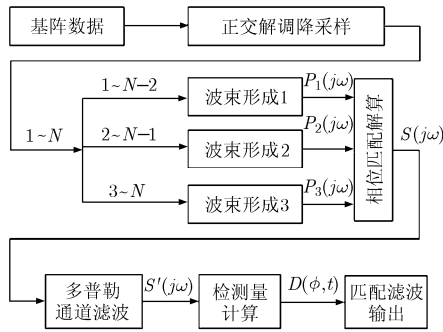 基阵数据
正交解调降采样
1~N
1~N−2
2~N−1
3~N
波束形成1
波束形成2
波束形成3
P₁(jω)
P₂(jω)
P₃(jω)
相位匹配解算
S(jω)
多普勒
通道滤波
S′(jω)
检测量
计算
D(ϕ,t)
匹配滤波
输出